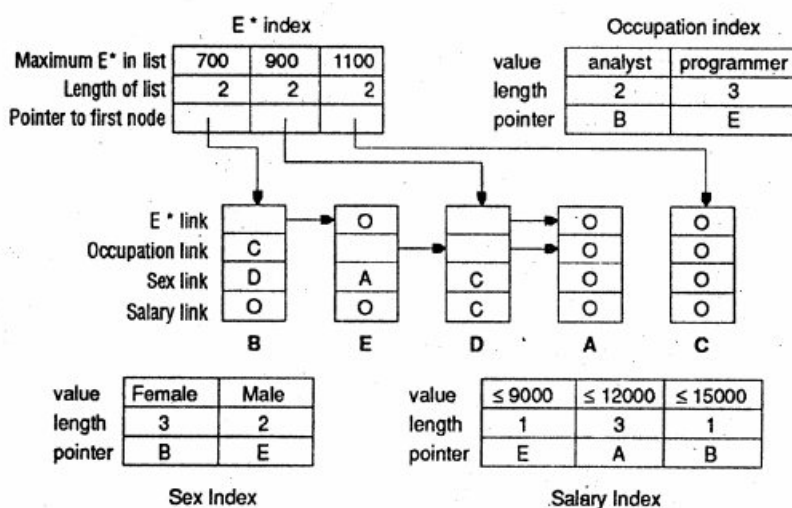 E * index
Occupation index
Maximum E* in list 700 900 1100
Length of list 2 2 2
Pointer to first node
value analyst programmer
length 2 3
pointer B E
E * link O O O
Occupation link C O O
Sex link D A C O O
Salary link O O C O O
B E D A C
value Female Male
length 3 2
pointer B E
Sex Index
value ≤ 9000 ≤ 12000 ≤ 15000
length 1 3 1
pointer E A B
Salary Index